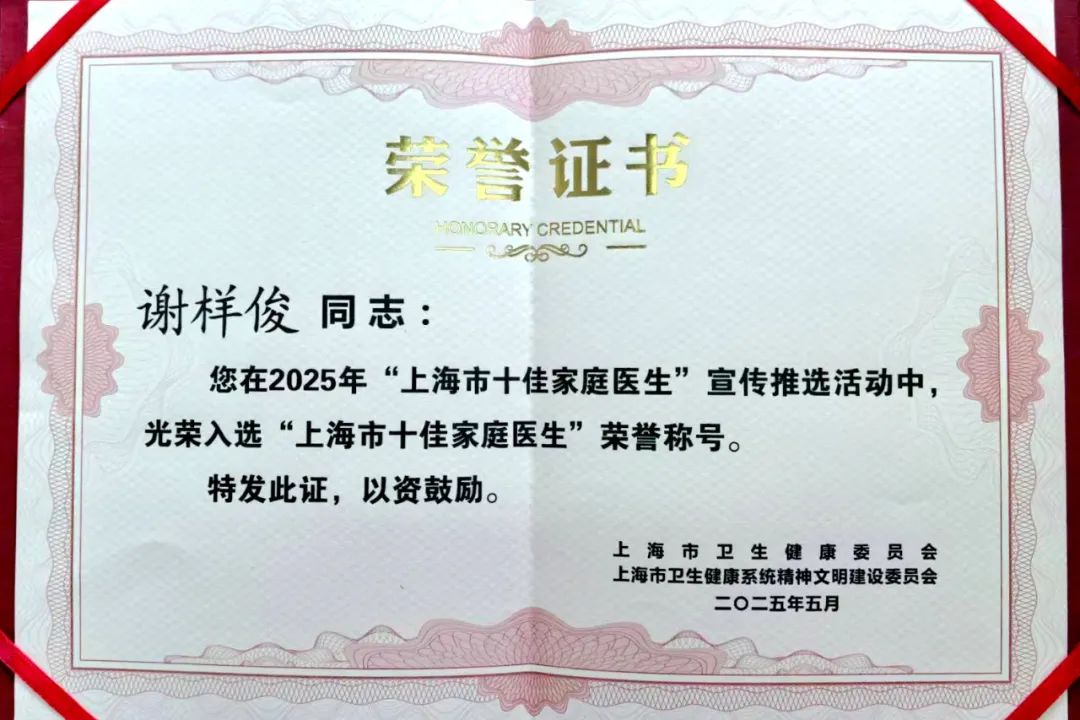 荣誉证书
HONORARY CREDENTIAL
谢样俊 同志：
您在2025年“上海市十佳家庭医生”宣传推选活动中，
光荣入选“上海市十佳家庭医生”荣誉称号。
特发此证，以资鼓励。
上海市卫生健康委员会
上海市卫生健康系统精神文明建设委员会
二〇二五年五月